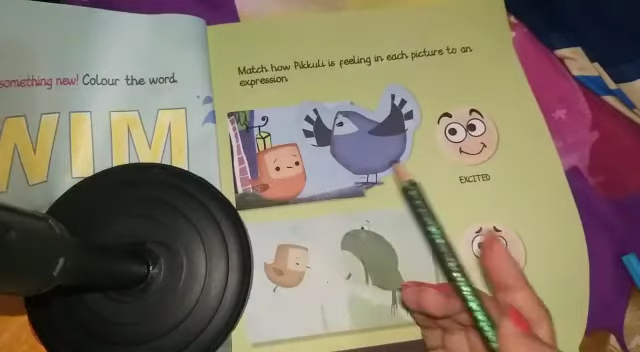 something new! Colour the word.
WIM
Match how Pikkuli is feeling in each picture to an
expression
EXCITED